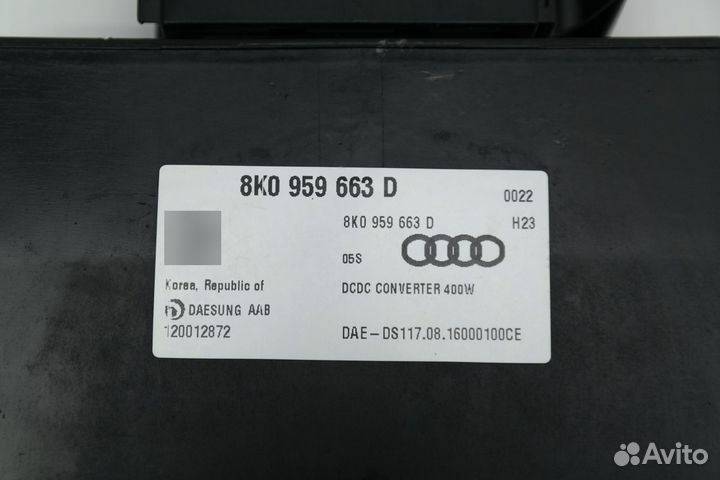 8K0 959 663 D
0022
8K0 959 663 D
H23
05S
Korea, Republic of
DCDC CONVERTER 400W
DAESUNG AAB
120012872
DAE-DS117.08.16000100CE
Avito